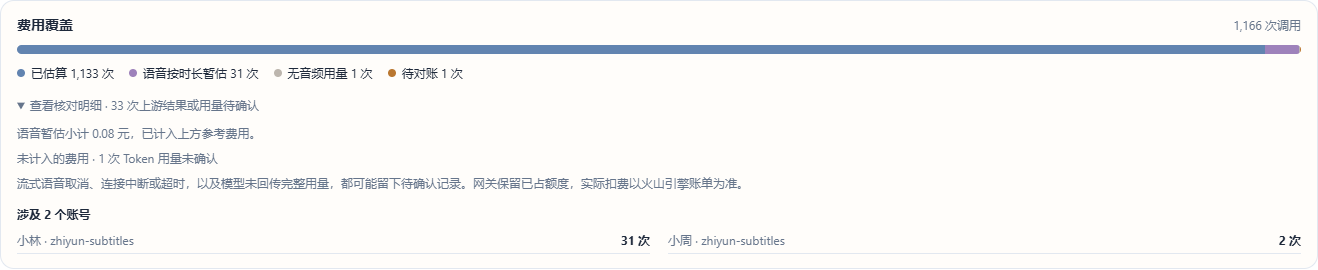 费用覆盖 1,166 次调用
已估算 1,133 次 语音按时长暂估 31 次 无音频用量 1 次 待对账 1 次
▼ 查看核对明细 · 33 次上游结果或用量待确认
语音暂估小计 0.08 元，已计入上方参考费用。
未计入的费用 · 1 次 Token 用量未确认
流式语音取消、连接中断或超时，以及模型未回传完整用量，都可能留下待确认记录。网关保留已占额度，实际扣费以火山引擎账单为准。
涉及 2 个账号
小林 · zhiyun-subtitles 31 次 小周 · zhiyun-subtitles 2 次